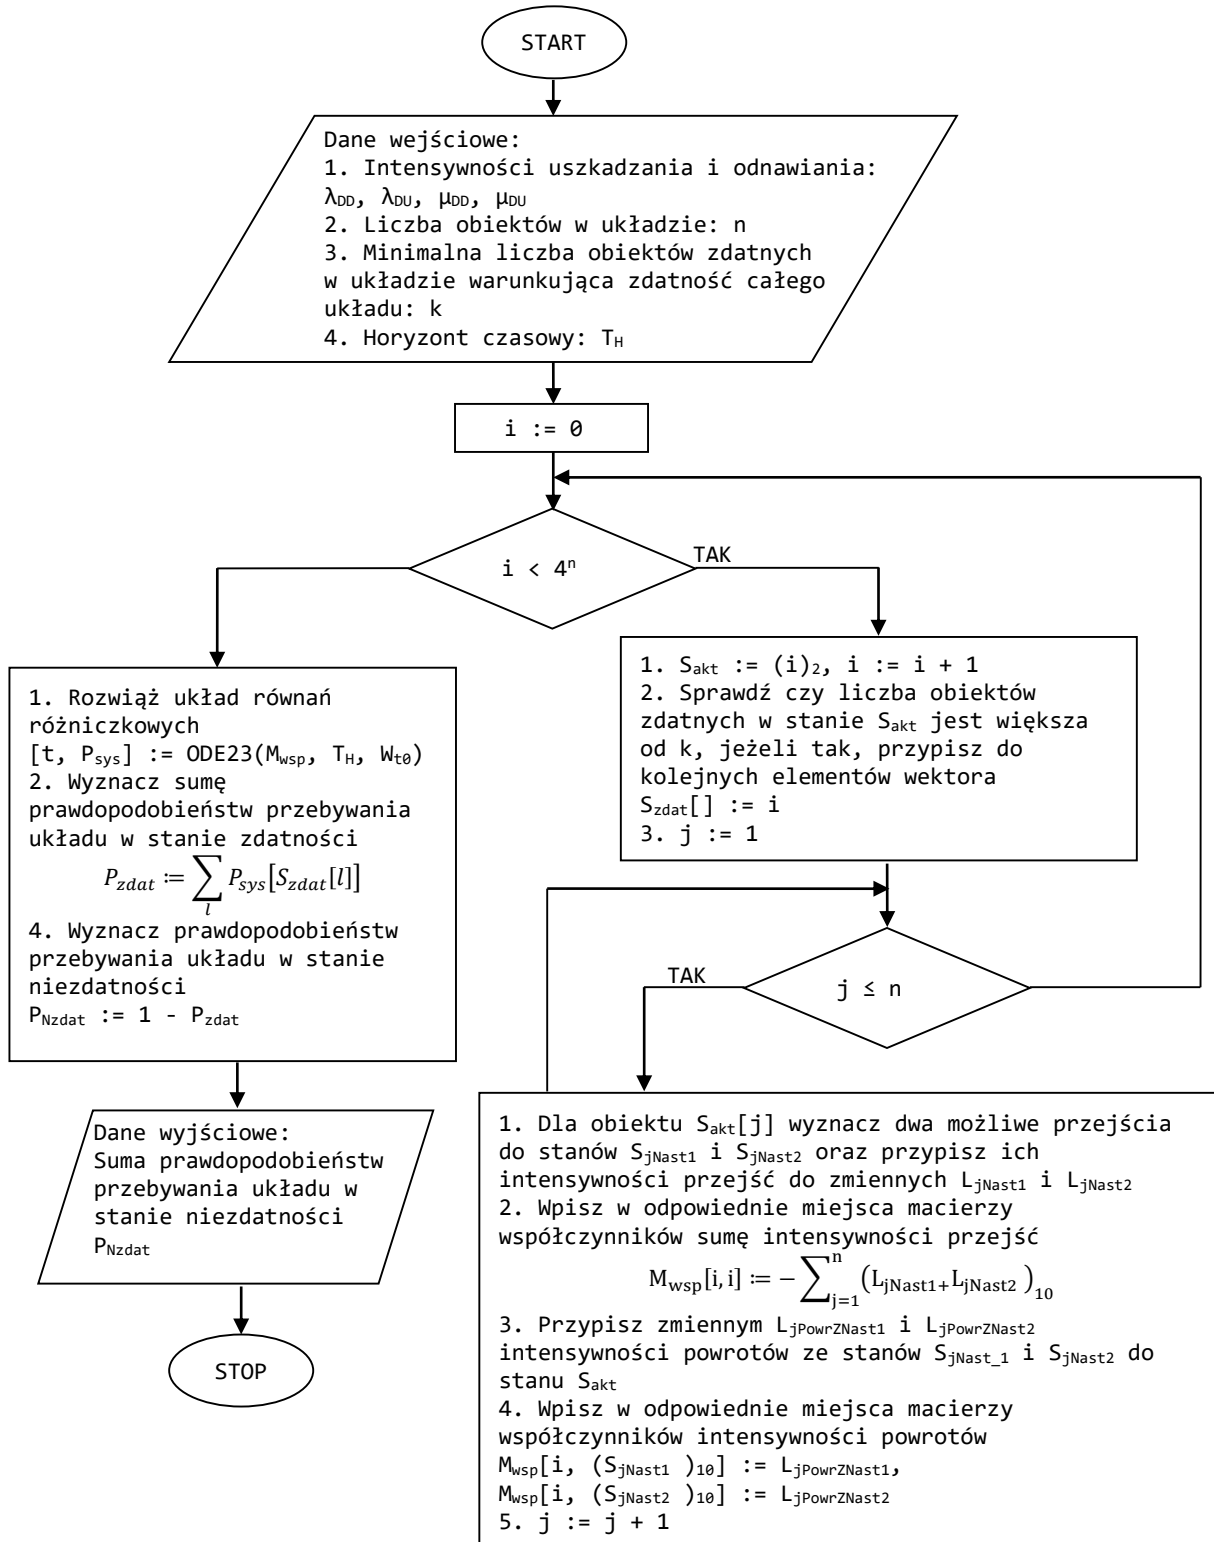 START
Dane wejściowe:
1. Intensywności uszkadzania i odnawiania:
λDD, λDU, μDD, μDU
2. Liczba obiektów w układzie: n
3. Minimalna liczba obiektów zdatnych
w układzie warunkująca zdatność całego
układu: k
4. Horyzont czasowy: TH
i := 0
i < 4ⁿ
TAK
1. Rozwiąż układ równań
różniczkowych
[t, Psys] := ODE23(Mwsp, TH, Wt0)
2. Wyznacz sumę
prawdopodobieństw przebywania
układu w stanie zdatności
Pzdat ≔ ∑l Psys[Szdat[l]]
4. Wyznacz prawdopodobieństw
przebywania układu w stanie
niezdatności
PNzdat := 1 - Pzdat
Dane wyjściowe:
Suma prawdopodobieństw
przebywania układu w
stanie niezdatności
PNzdat
STOP
1. Sakt := (i)2, i := i + 1
2. Sprawdź czy liczba obiektów
zdatnych w stanie Sakt jest większa
od k, jeżeli tak, przypisz do
kolejnych elementów wektora
Szdat[] := i
3. j := 1
j ≤ n
TAK
1. Dla obiektu Sakt[j] wyznacz dwa możliwe przejścia
do stanów SjNast1 i SjNast2 oraz przypisz ich
intensywności przejść do zmiennych LjNast1 i LjNast2
2. Wpisz w odpowiednie miejsca macierzy
współczynników sumę intensywności przejść
Mwsp[i, i] ≔ − ∑j=1n (LjNast1+LjNast2 )10
3. Przypisz zmiennym LjPowrZNast1 i LjPowrZNast2
intensywności powrotów ze stanów SjNast_1 i SjNast2 do
stanu Sakt
4. Wpisz w odpowiednie miejsca macierzy
współczynników intensywności powrotów
Mwsp[i, (SjNast1 )10] := LjPowrZNast1,
Mwsp[i, (SjNast2 )10] := LjPowrZNast2
5. j := j + 1